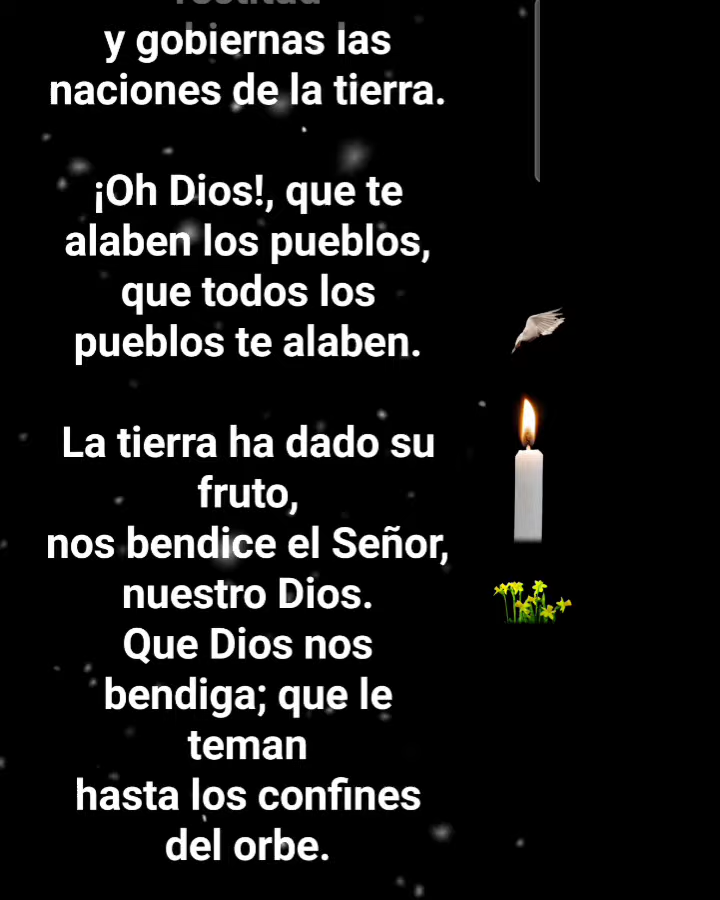 y gobiernas las
naciones de la tierra.
¡Oh Dios!, que te
alaben los pueblos,
que todos los
pueblos te alaben.
La tierra ha dado su
fruto,
nos bendice el Señor,
nuestro Dios.
Que Dios nos
bendiga; que le
teman
hasta los confines
del orbe.